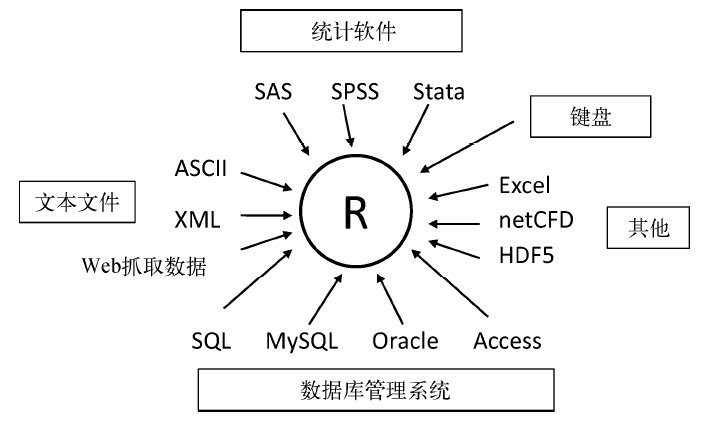 统计软件
SAS SPSS Stata
键盘
ASCII
Excel
文本文件
XML
R
netCFD
其他
Web抓取数据
HDF5
SQL MySQL Oracle Access
数据库管理系统